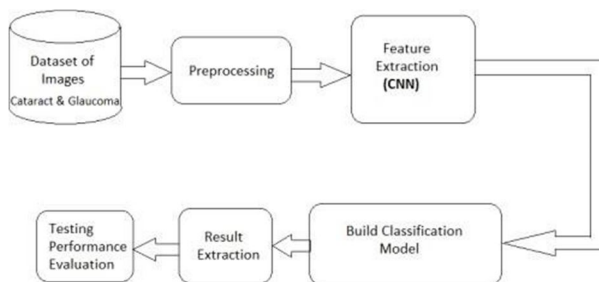 Dataset of
Images
Cataract & Glaucoma
Preprocessing
Feature
Extraction
(CNN)
Build Classification
Model
Result
Extraction
Testing
Performance
Evaluation